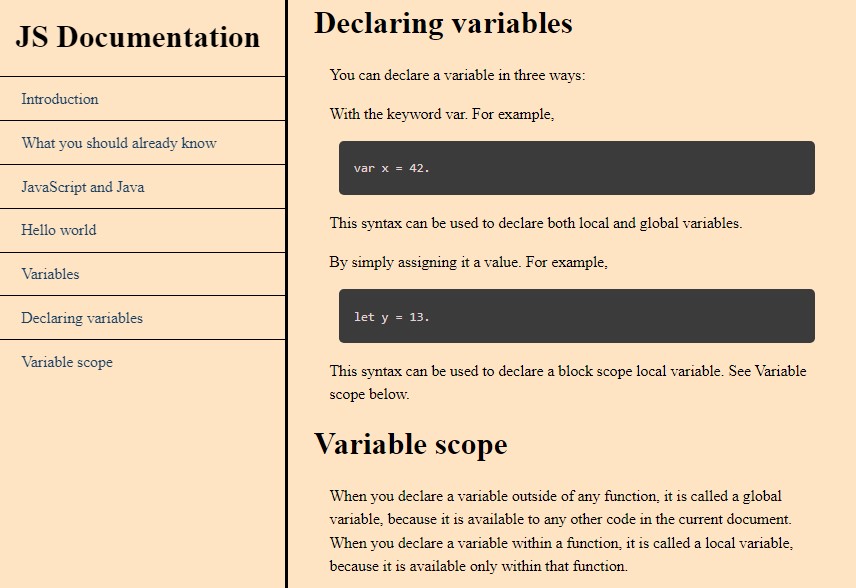 JS Documentation
Introduction
What you should already know
JavaScript and Java
Hello world
Variables
Declaring variables
Variable scope
Declaring variables
You can declare a variable in three ways:
With the keyword var. For example,
var x = 42.
This syntax can be used to declare both local and global variables.
By simply assigning it a value. For example,
let y = 13.
This syntax can be used to declare a block scope local variable. See Variable
scope below.
Variable scope
When you declare a variable outside of any function, it is called a global
variable, because it is available to any other code in the current document.
When you declare a variable within a function, it is called a local variable,
because it is available only within that function.